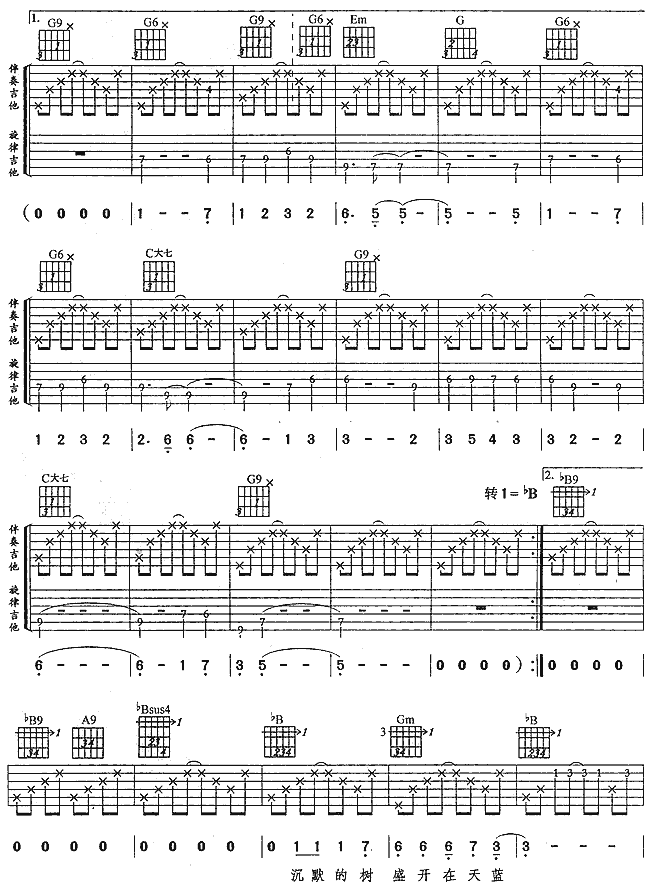 1.
G9 G6 G9 G6 Em G G6
伴奏吉他
旋律吉他
( 0 0 0 0 | 1 - - 7 | 1 2 3 2 | 6. 5 5 - | 5 - - 5 | 1 - - 7 |
G6 C大七 G9
伴奏吉他
旋律吉他
1 2 3 2 | 2. 6 6 - | 6 - 1 3 | 3 - - 2 | 3 5 4 3 | 3 2 - 2 |
C大七 G9 转1=♭B 2. ♭B9
伴奏吉他
旋律吉他
6 - - - | 6 - 1 7 | 3 5 - - | 5 - - - | 0 0 0 0 ) :| 0 0 0 0
♭B9 A9 ♭Bsus4 ♭B Gm ♭B
0 0 0 0 | 0 0 0 0 | 0 1 1 1 7 | 6 6 6 7 3 | 3 - - -
沉默的树 盛开在天蓝